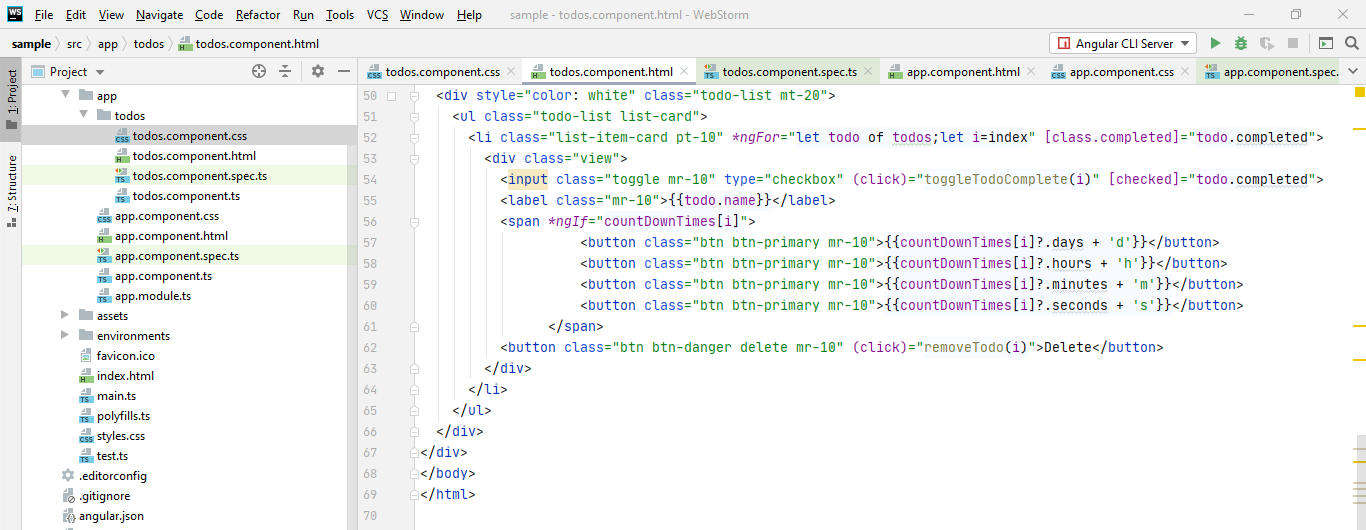 WS File Edit View Navigate Code Refactor Run Tools VCS Window Help sample - todos.component.html - WebStorm
sample src app todos todos.component.html Angular CLI Server
1: Project
7: Structure
Project
app
todos
todos.component.css
todos.component.html
todos.component.spec.ts
todos.component.ts
app.component.css
app.component.html
app.component.spec.ts
app.component.ts
app.module.ts
assets
environments
favicon.ico
index.html
main.ts
polyfills.ts
styles.css
test.ts
.editorconfig
.gitignore
angular.json
todos.component.css todos.component.html todos.component.spec.ts app.component.html app.component.css app.component.spec.
50 <div style="color: white" class="todo-list mt-20">
51 <ul class="todo-list list-card">
52 <li class="list-item-card pt-10" *ngFor="let todo of todos;let i=index" [class.completed]="todo.completed">
53 <div class="view">
54 <input class="toggle mr-10" type="checkbox" (click)="toggleTodoComplete(i)" [checked]="todo.completed">
55 <label class="mr-10">{{todo.name}}</label>
56 <span *ngIf="countDownTimes[i]">
57 <button class="btn btn-primary mr-10">{{countDownTimes[i]?.days + 'd'}}</button>
58 <button class="btn btn-primary mr-10">{{countDownTimes[i]?.hours + 'h'}}</button>
59 <button class="btn btn-primary mr-10">{{countDownTimes[i]?.minutes + 'm'}}</button>
60 <button class="btn btn-primary mr-10">{{countDownTimes[i]?.seconds + 's'}}</button>
61 </span>
62 <button class="btn btn-danger delete mr-10" (click)="removeTodo(i)">Delete</button>
63 </div>
64 </li>
65 </ul>
66 </div>
67 </div>
68 </body>
69 </html>
70